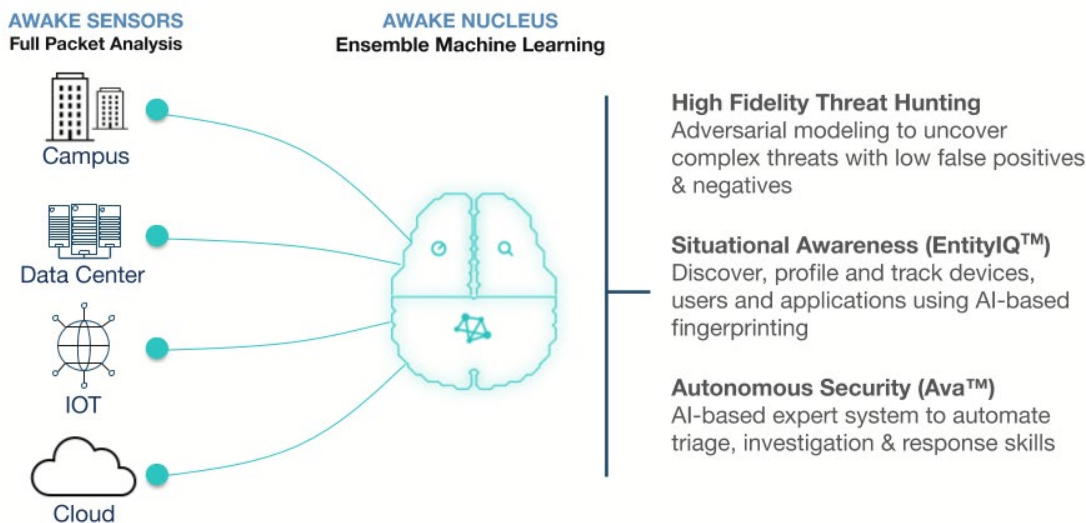 AWAKE SENSORS
Full Packet Analysis
Campus
Data Center
IOT
Cloud
AWAKE NUCLEUS
Ensemble Machine Learning
High Fidelity Threat Hunting
Adversarial modeling to uncover
complex threats with low false positives
& negatives
Situational Awareness (EntityIQ™)
Discover, profile and track devices,
users and applications using AI-based
fingerprinting
Autonomous Security (Ava™)
AI-based expert system to automate
triage, investigation & response skills